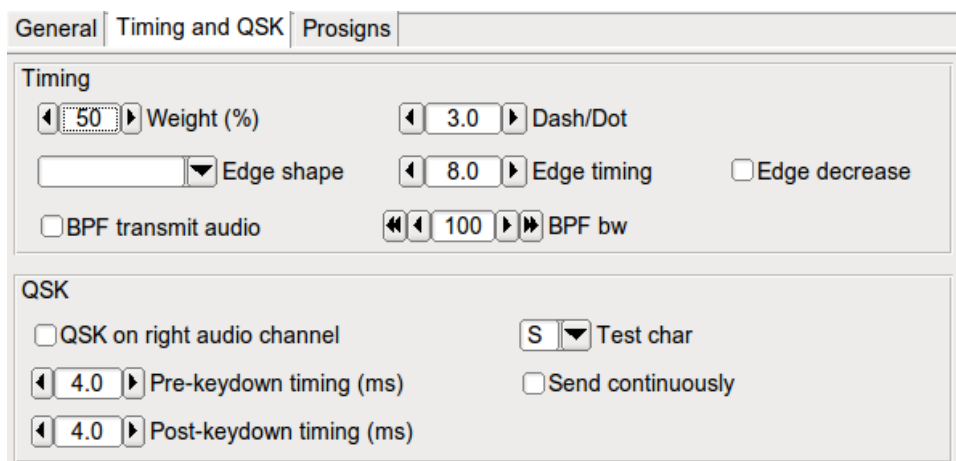 General Timing and QSK Prosigns
Timing
50 Weight (%) 3.0 Dash/Dot
Edge shape 8.0 Edge timing Edge decrease
BPF transmit audio 100 BPF bw
QSK
QSK on right audio channel S Test char
4.0 Pre-keydown timing (ms) Send continuously
4.0 Post-keydown timing (ms)